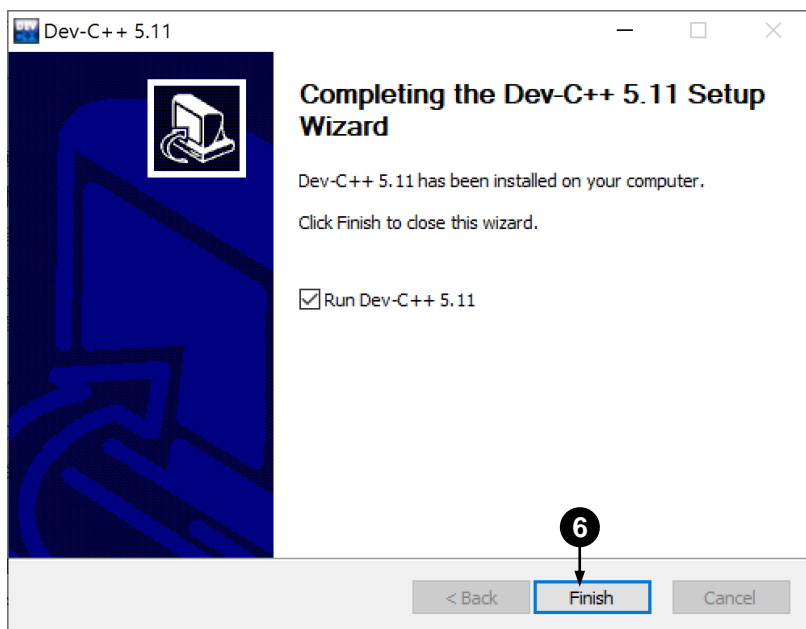 Dev-C++ 5.11
Completing the Dev-C++ 5.11 Setup
Wizard
Dev-C++ 5.11 has been installed on your computer.
Click Finish to close this wizard.
Run Dev-C++ 5.11
6
< Back Finish Cancel